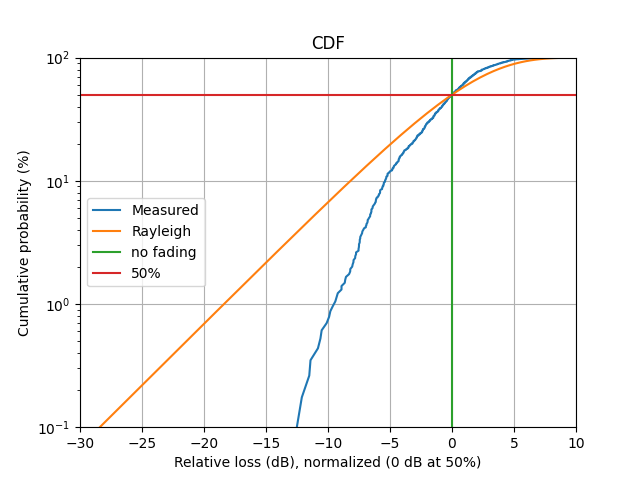 CDF
Cumulative probability (%)
10²
10¹
10⁰
10⁻¹
Measured
Rayleigh
no fading
50%
−30 −25 −20 −15 −10 −5 0 5 10
Relative loss (dB), normalized (0 dB at 50%)